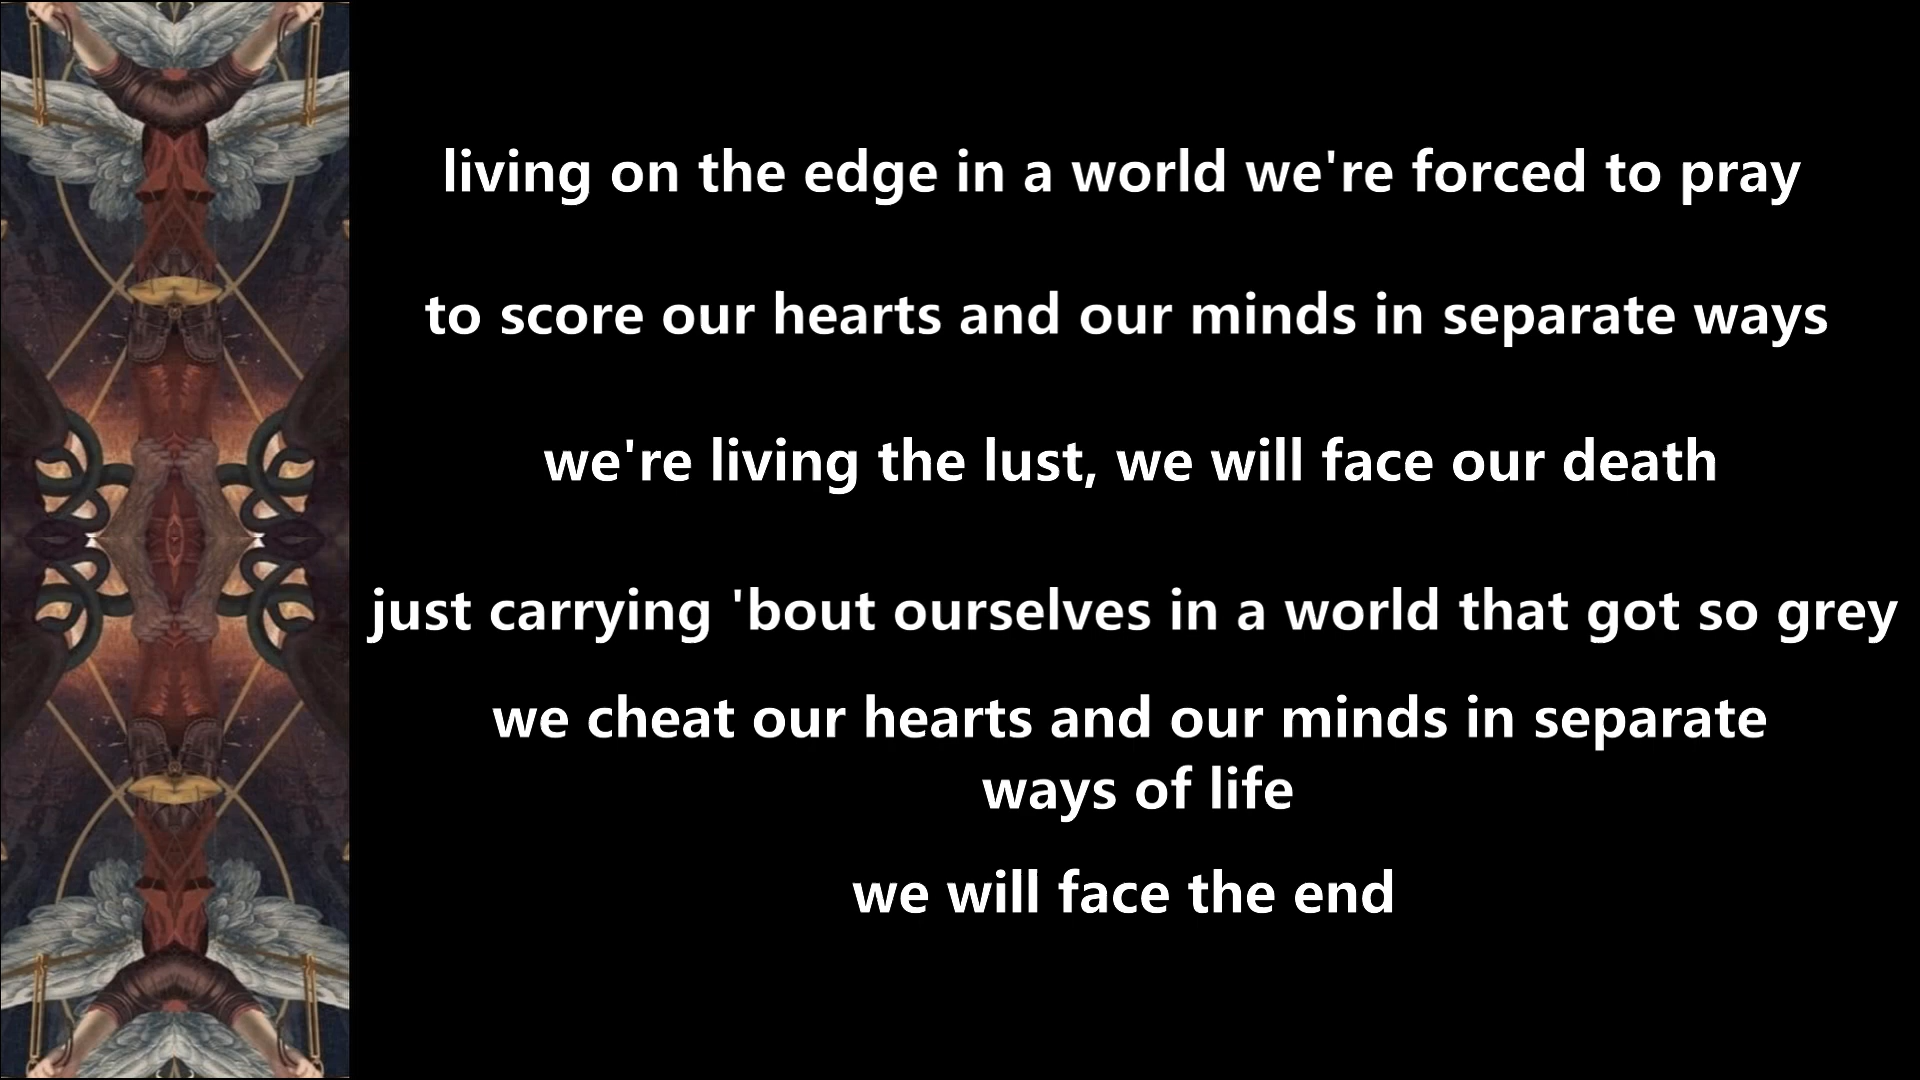 living on the edge in a world we're forced to pray
to score our hearts and our minds in separate ways
we're living the lust, we will face our death
just carrying 'bout ourselves in a world that got so grey
we cheat our hearts and our minds in separate
ways of life
we will face the end